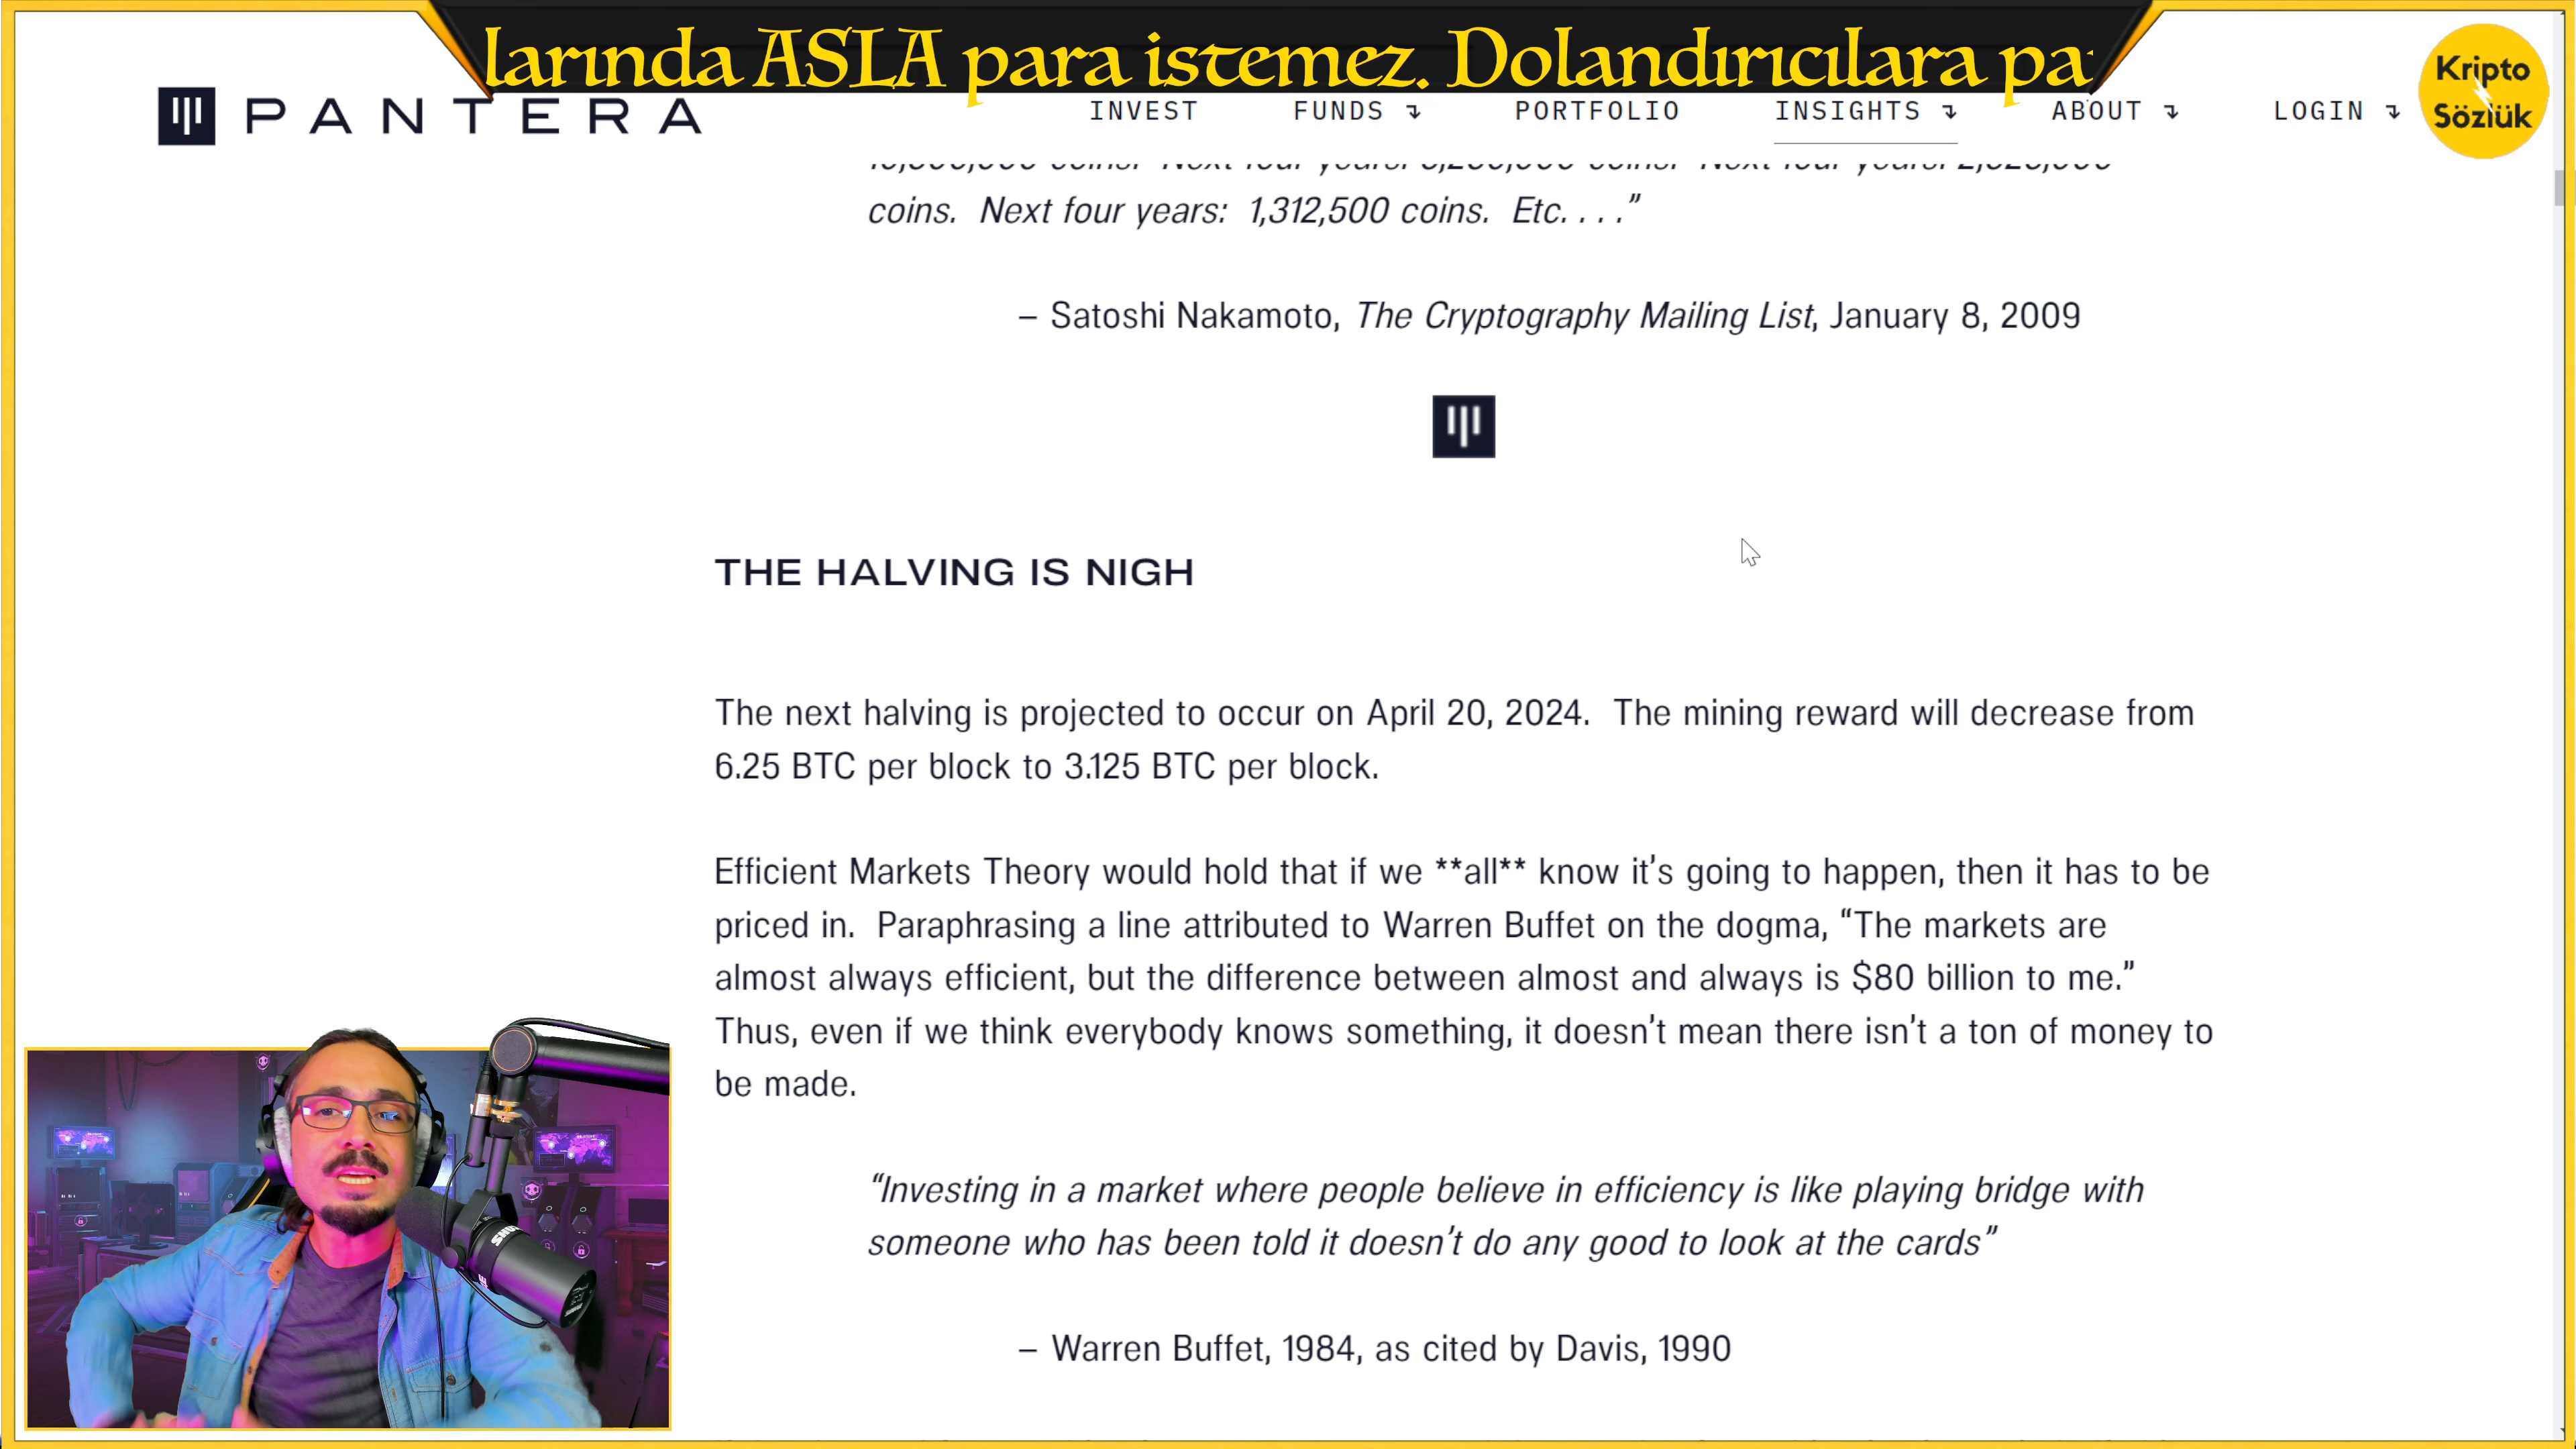 larında ASLA para istemez. Dolandırıcılara
PANTERA
INVEST FUNDS PORTFOLIO INSIGHTS ABOUT LOGIN
Kripto
Sözlük
coins. Next four years: 1,312,500 coins. Etc. . . .”
– Satoshi Nakamoto, The Cryptography Mailing List, January 8, 2009
THE HALVING IS NIGH
The next halving is projected to occur on April 20, 2024. The mining reward will decrease from
6.25 BTC per block to 3.125 BTC per block.
Efficient Markets Theory would hold that if we **all** know it’s going to happen, then it has to be
priced in. Paraphrasing a line attributed to Warren Buffet on the dogma, “The markets are
almost always efficient, but the difference between almost and always is $80 billion to me.”
Thus, even if we think everybody knows something, it doesn’t mean there isn’t a ton of money to
be made.
“Investing in a market where people believe in efficiency is like playing bridge with
someone who has been told it doesn’t do any good to look at the cards”
– Warren Buffet, 1984, as cited by Davis, 1990